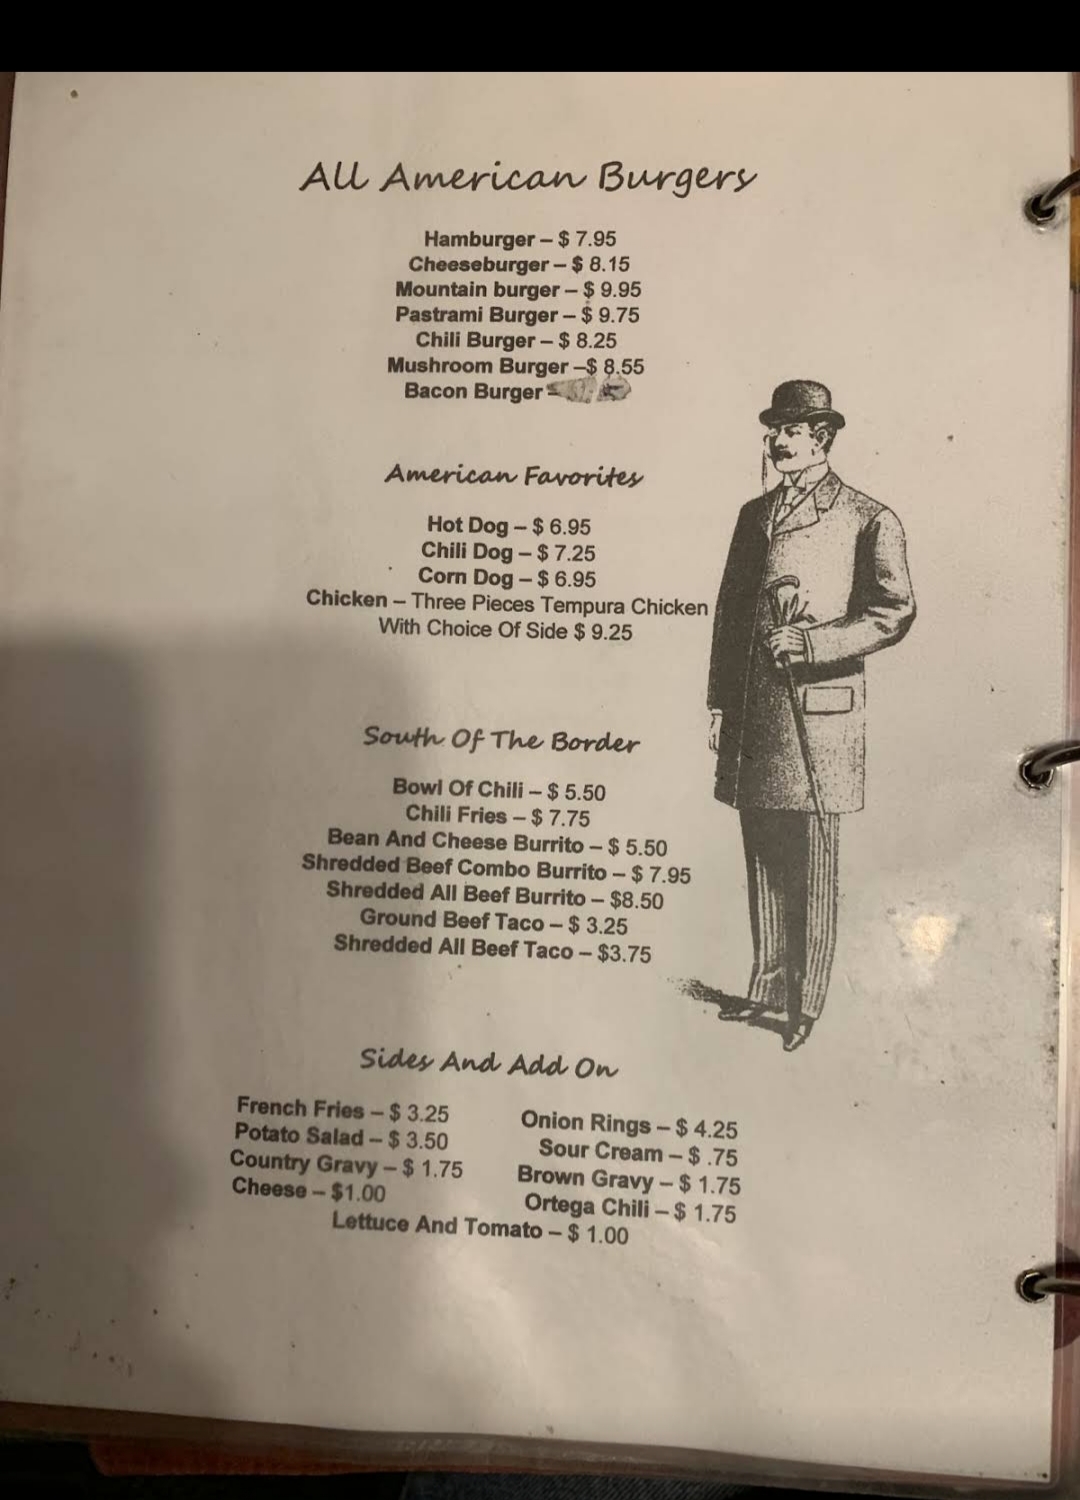 All American Burgers
Hamburger – $ 7.95
Cheeseburger – $ 8.15
Mountain burger – $ 9.95
Pastrami Burger – $ 9.75
Chili Burger – $ 8.25
Mushroom Burger –$ 8.55
Bacon Burger
American Favorites
Hot Dog – $ 6.95
Chili Dog – $ 7.25
Corn Dog – $ 6.95
Chicken – Three Pieces Tempura Chicken
With Choice Of Side $ 9.25
South Of The Border
Bowl Of Chili – $ 5.50
Chili Fries – $ 7.75
Bean And Cheese Burrito – $ 5.50
Shredded Beef Combo Burrito – $ 7.95
Shredded All Beef Burrito – $8.50
Ground Beef Taco – $ 3.25
Shredded All Beef Taco – $3.75
Sides And Add On
French Fries – $ 3.25
Potato Salad – $ 3.50
Country Gravy – $ 1.75
Cheese – $1.00
Onion Rings – $ 4.25
Sour Cream – $ .75
Brown Gravy – $ 1.75
Ortega Chili – $ 1.75
Lettuce And Tomato – $ 1.00